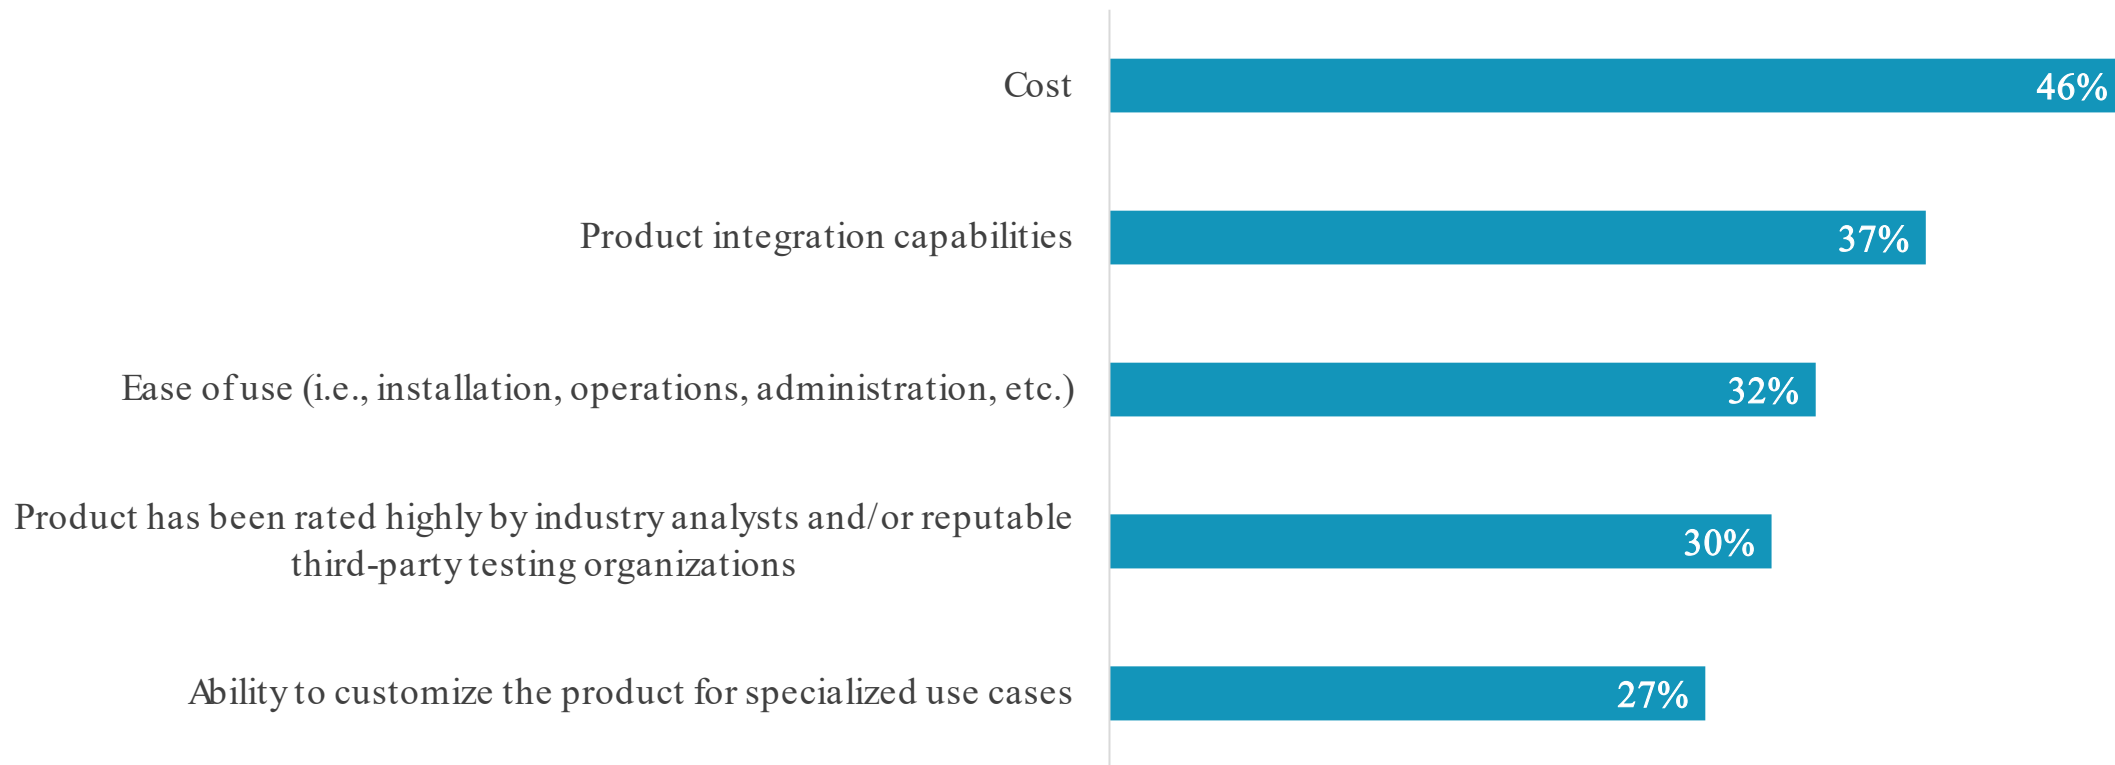 Cost
46%
Product integration capabilities
37%
Ease of use (i.e., installation, operations, administration, etc.)
32%
Product has been rated highly by industry analysts and/or reputable
third-party testing organizations
30%
Ability to customize the product for specialized use cases
27%